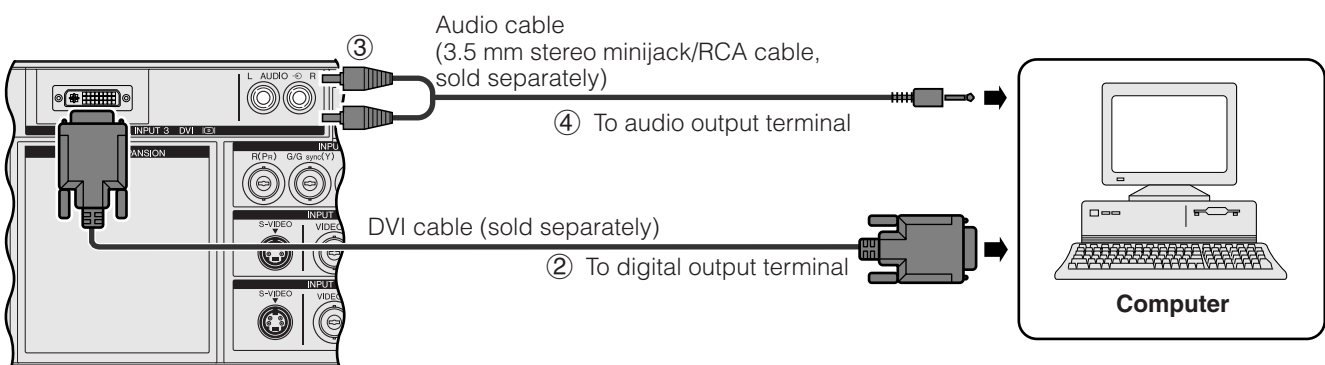 Audio cable
(3.5 mm stereo minijack/RCA cable,
sold separately)
③
L AUDIO R
④ To audio output terminal
INPUT 3 DVI
R(PR) G/G sync(Y)
S-VIDEO
DVI cable (sold separately)
② To digital output terminal
INPUT
S-VIDEO
Computer